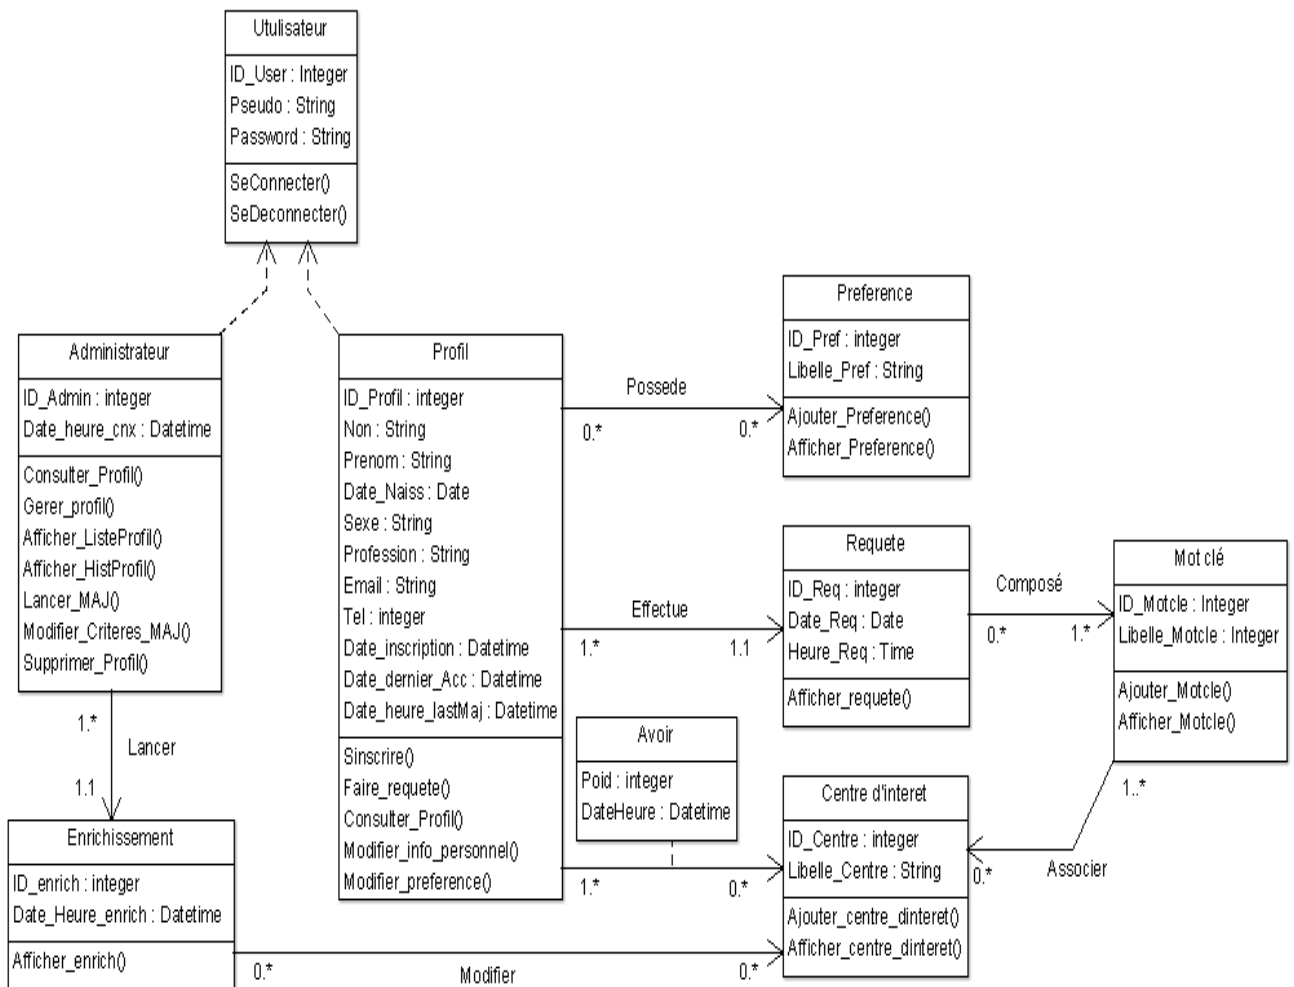 Utulisateur
ID_User : Integer
Pseudo : String
Password : String
SeConnecter()
SeDeconnecter()
Administrateur
ID_Admin : integer
Date_heure_cnx : Datetime
Consulter_Profil()
Gerer_profil()
Afficher_ListeProfil()
Afficher_HistProfil()
Lancer_MAJ()
Modifier_Criteres_MAJ()
Supprimer_Profil()
Profil
ID_Profil : integer
Non : String
Prenom : String
Date_Naiss : Date
Sexe : String
Profession : String
Email : String
Tel : integer
Date_inscription : Datetime
Date_dernier_Acc : Datetime
Date_heure_lastMaj : Datetime
Sinscrire()
Faire_requete()
Consulter_Profil()
Modifier_info_personnel()
Modifier_preference()
Possede
0.*
0.*
Préference
ID_Pref : integer
Libelle_Pref : String
Ajouter_Preference()
Afficher_Preference()
Effectue
1.*
1.1
Requete
ID_Req : integer
Date_Req : Date
Heure_Req : Time
Afficher_requete()
Composé
0.*
1.*
Mot clé
ID_Motcle : Integer
Libelle_Motcle : Integer
Ajouter_Motcle()
Afficher_Motcle()
1.*
Lancer
1.1
Avoir
Poid : integer
DateHeure : Datetime
1.*
0.*
Centre d'interet
ID_Centre : integer
Libelle_Centre : String
Ajouter_centre_dinteret()
Afficher_centre_dinteret()
1..*
0.*
Associer
Enrichissement
ID_enrich : integer
Date_Heure_enrich : Datetime
Afficher_enrich()
0.*
Modifier
0.*